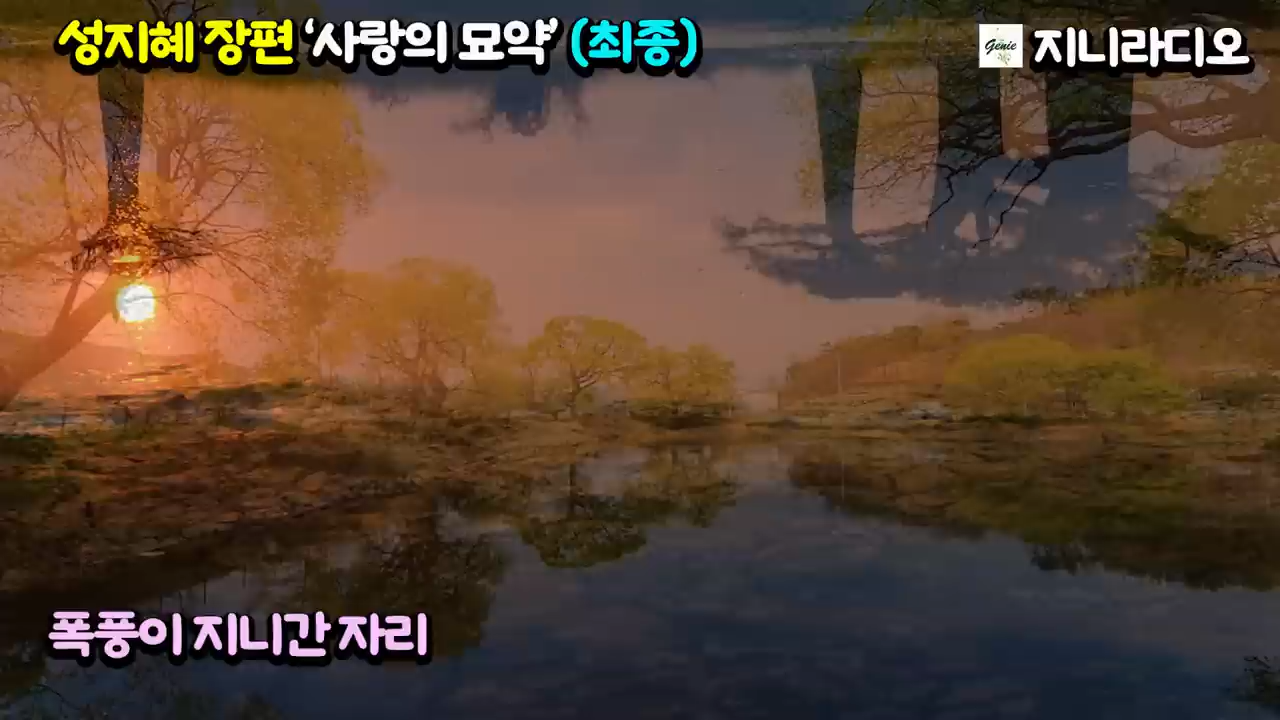 성지혜 장편 ‘사랑의 묘약’ (최종)
Genie 지니라디오
폭풍이 지니간 자리